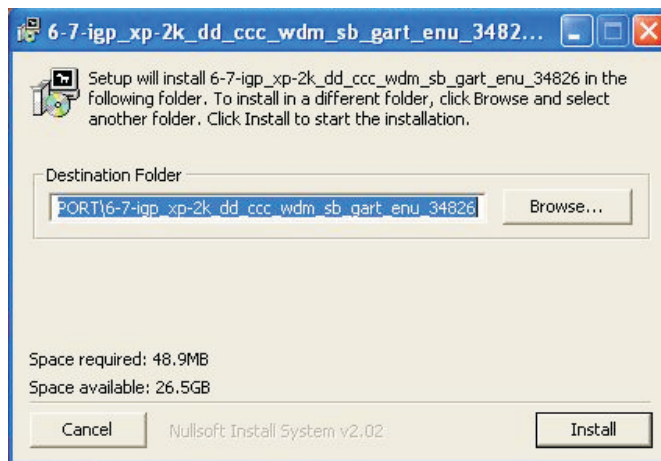 6-7-igp_xp-2k_dd_ccc_wdm_sb_gart_enu_3482...
Setup will install 6-7-igp_xp-2k_dd_ccc_wdm_sb_gart_enu_34826 in the
following folder. To install in a different folder, click Browse and select
another folder. Click Install to start the installation.
Destination Folder
PORT\6-7-igp_xp-2k_dd_ccc_wdm_sb_gart_enu_34826
Browse...
Space required: 48.9MB
Space available: 26.5GB
Cancel
Nullsoft Install System v2.02
Install